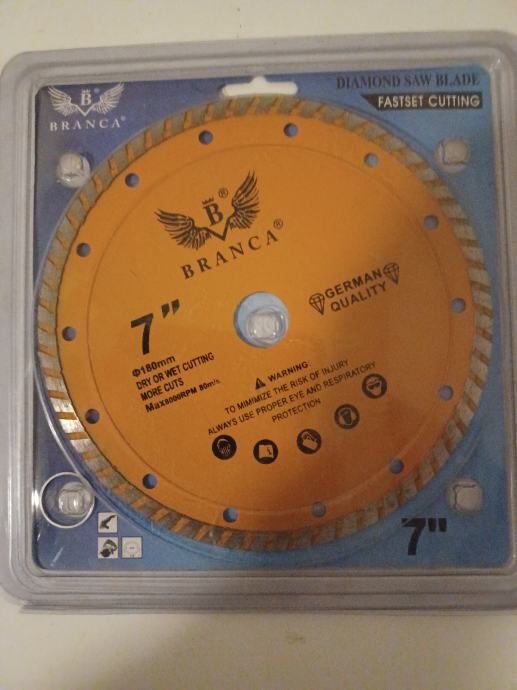 B
BRANCA®
DIAMOND SAW BLADE
FASTSET CUTTING
B®
BRANCA®
GERMAN
QUALITY
7"
Φ180mm
DRY OR WET CUTTING
MORE CUTS
Max8000RPM 80m/s
WARNING:
TO MIMIMIZE THE RISK OF INJURY
ALWAYS USE PROPER EYE AND RESPIRATORY
PROTECTION
7"